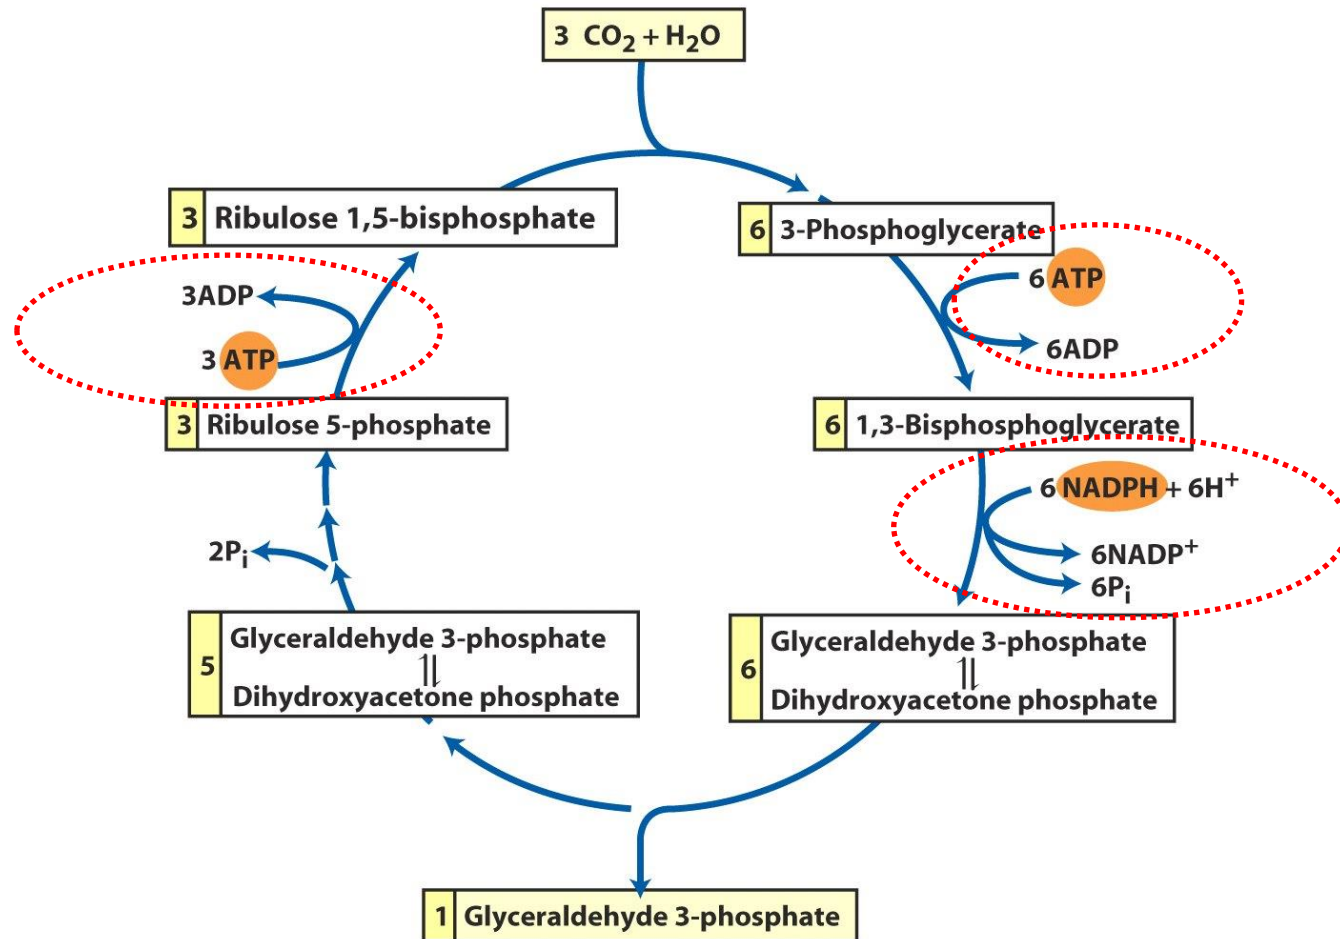 3 CO₂ + H₂O
3 Ribulose 1,5-bisphosphate
6 3-Phosphoglycerate
3ADP
3 ATP
6 ATP
6ADP
3 Ribulose 5-phosphate
6 1,3-Bisphosphoglycerate
6 NADPH + 6H⁺
6NADP⁺
6Pᵢ
2Pᵢ
5
Glyceraldehyde 3-phosphate
⥮
Dihydroxyacetone phosphate
6
Glyceraldehyde 3-phosphate
⥮
Dihydroxyacetone phosphate
1 Glyceraldehyde 3-phosphate